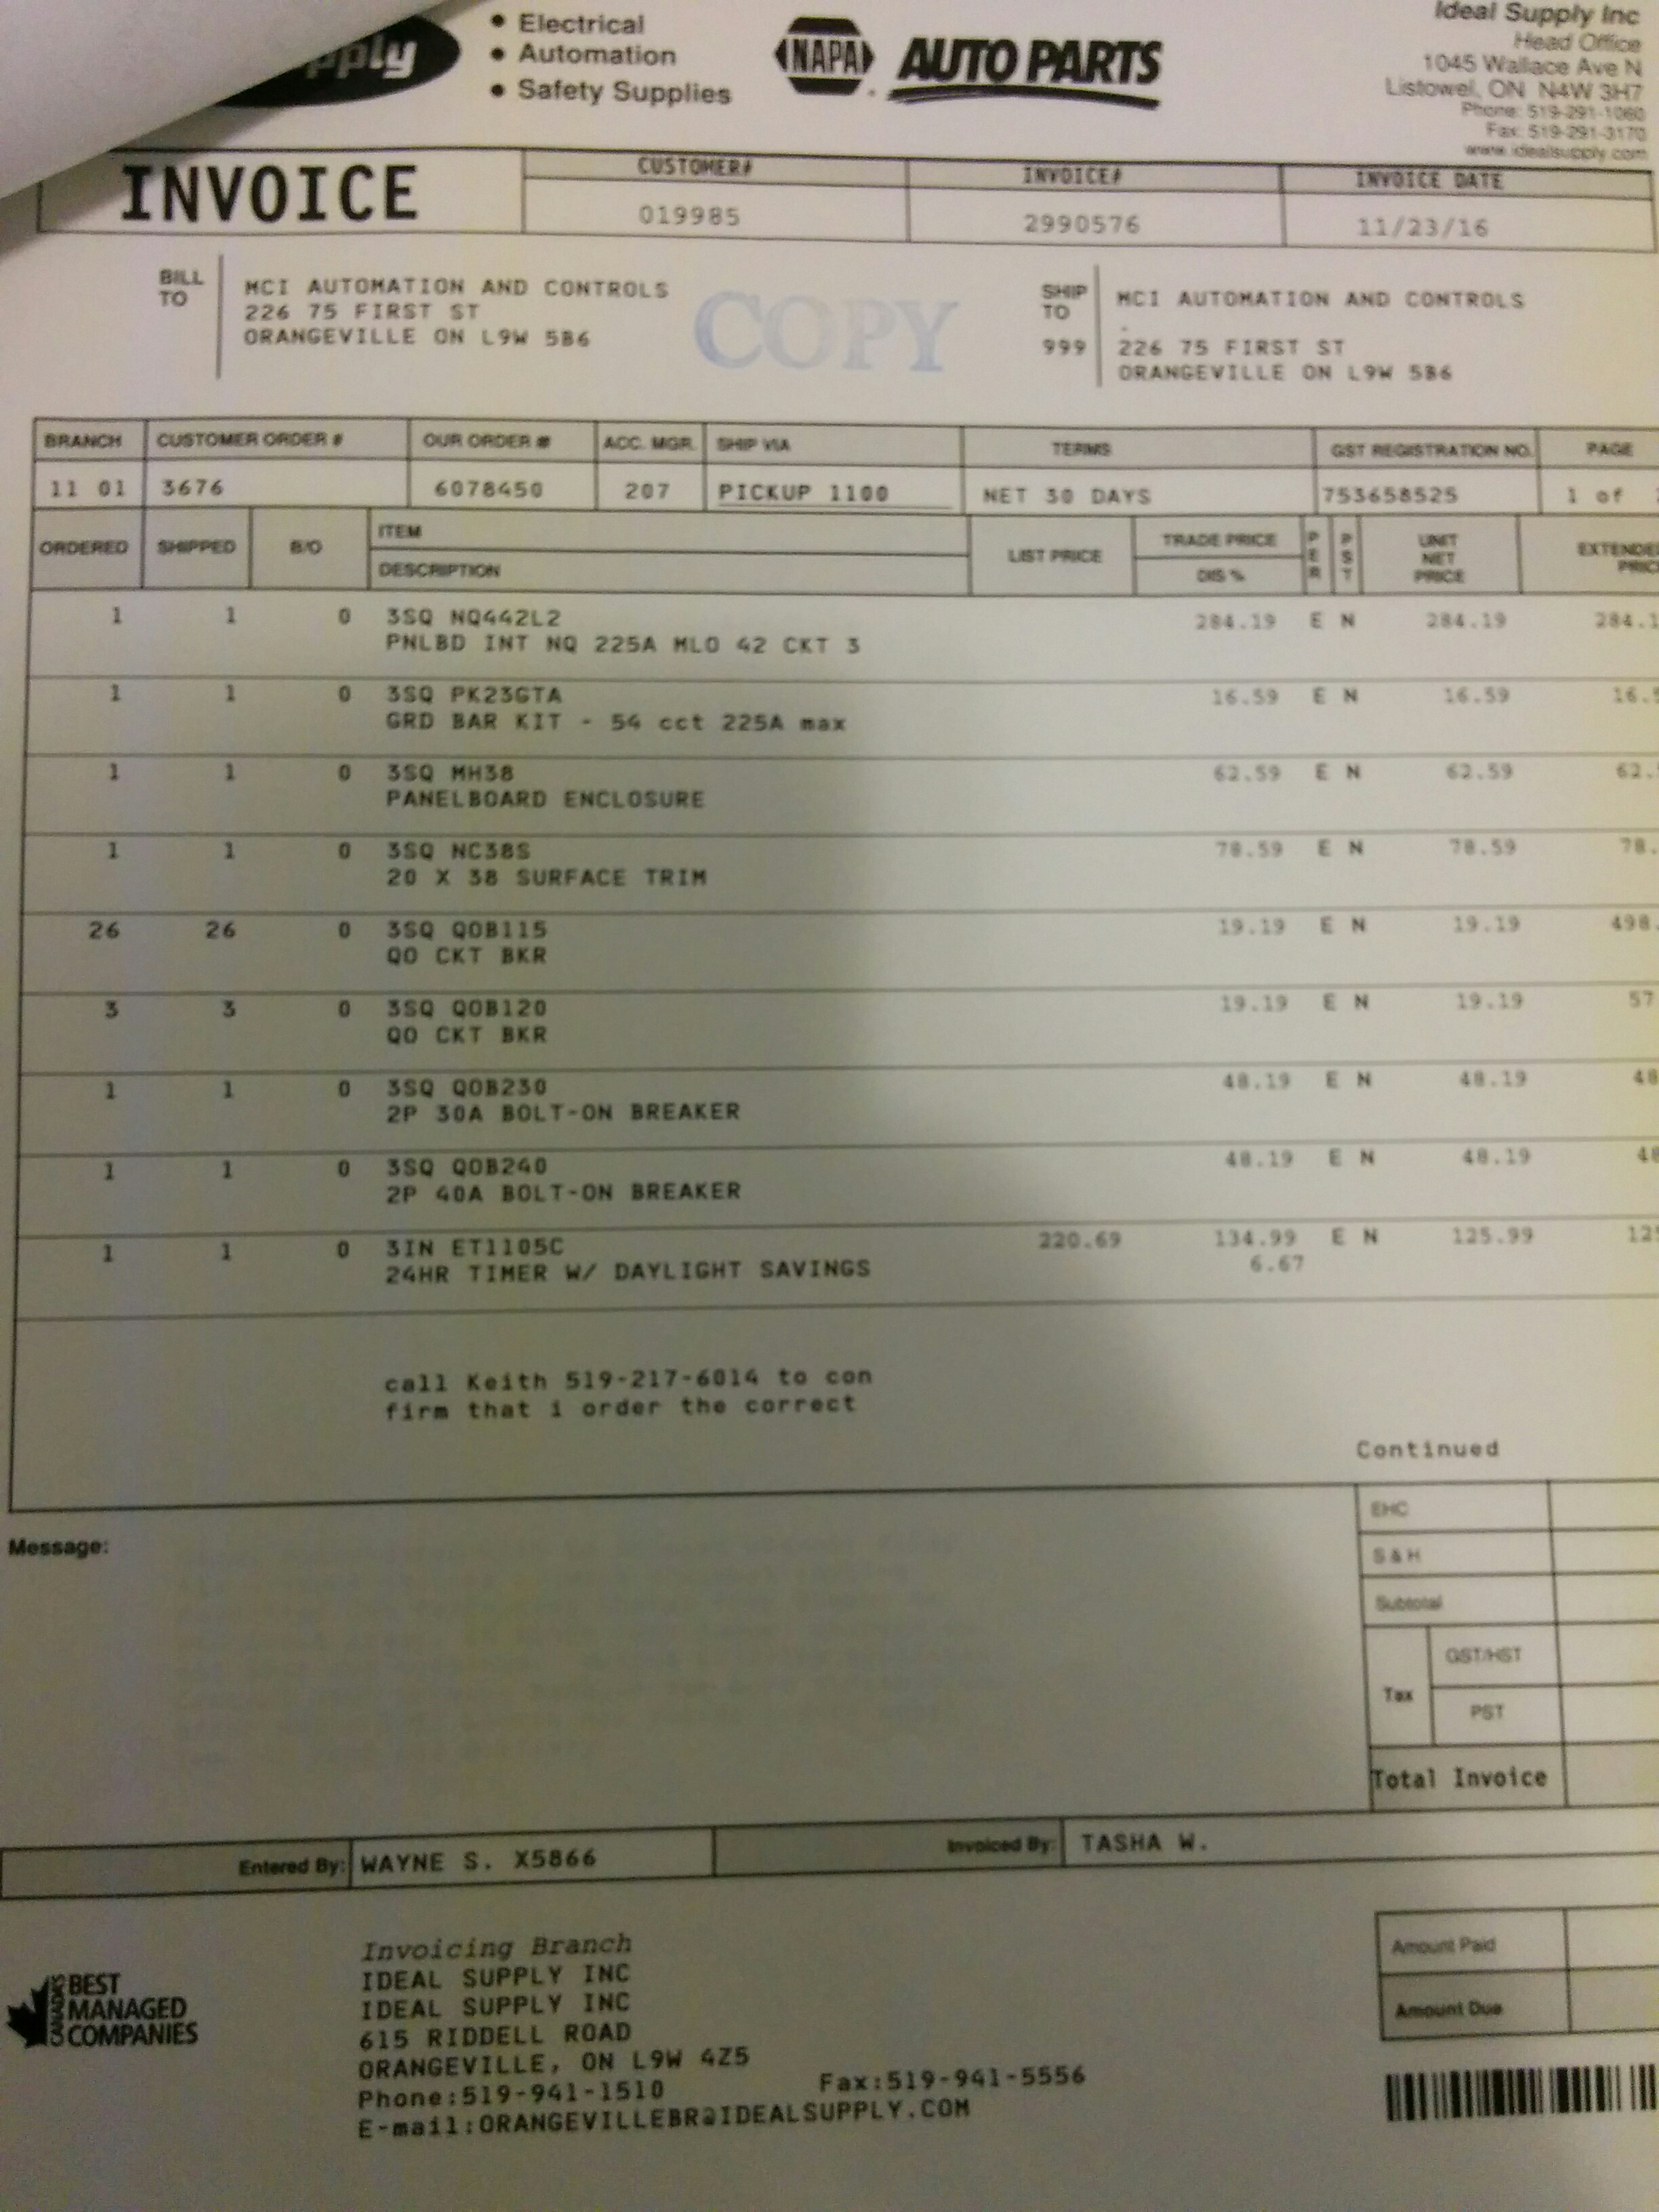 pply
• Electrical
• Automation
• Safety Supplies
NAPA AUTO PARTS
Ideal Supply Inc
Head Office
1045 Wallace Ave N
Listowel, ON N4W 3H7
Phone: 519-291-1060
Fax: 519-291-3170
www.idealsupply.com
INVOICE
CUSTOMER# INVOICE# INVOICE DATE
019985 2990576 11/23/16
BILL TO
MCI AUTOMATION AND CONTROLS
226 75 FIRST ST
ORANGEVILLE ON L9W 5B6
COPY
SHIP TO
999
MCI AUTOMATION AND CONTROLS
.
226 75 FIRST ST
ORANGEVILLE ON L9W 5B6
BRANCH CUSTOMER ORDER # OUR ORDER # ACC. MGR. SHIP VIA TERMS GST REGISTRATION NO. PAGE
11 01 3676 6078450 207 PICKUP 1100 NET 30 DAYS 753658525 1 of
ORDERED SHIPPED B/O ITEM DESCRIPTION LIST PRICE TRADE PRICE DIS % PER PST UNIT NET PRICE EXTENDE PRIC
1 1 0 3SQ NQ442L2 284.19 E N 284.19 284.1
PNLBD INT NQ 225A MLO 42 CKT 3
1 1 0 3SQ PK23GTA 16.59 E N 16.59 16.5
GRD BAR KIT - 54 cct 225A max
1 1 0 3SQ MH38 62.59 E N 62.59 62.
PANELBOARD ENCLOSURE
1 1 0 3SQ NC38S 78.59 E N 78.59 78.
20 X 38 SURFACE TRIM
26 26 0 3SQ QOB115 19.19 E N 19.19 498.
QO CKT BKR
3 3 0 3SQ QOB120 19.19 E N 19.19 57
QO CKT BKR
1 1 0 3SQ QOB230 48.19 E N 48.19 48
2P 30A BOLT-ON BREAKER
1 1 0 3SQ QOB240 48.19 E N 48.19 48
2P 40A BOLT-ON BREAKER
1 1 0 3IN ET1105C 220.69 134.99 E N 125.99 125
24HR TIMER W/ DAYLIGHT SAVINGS 6.67
call Keith 519-217-6014 to con
firm that i order the correct
Continued
Message:
EHC
S & H
Subtotal
Tax
GST/HST
PST
Total Invoice
Entered By: WAYNE S. X5866 Invoiced By: TASHA W.
CANADA'S BEST MANAGED COMPANIES
Invoicing Branch
IDEAL SUPPLY INC
IDEAL SUPPLY INC
615 RIDDELL ROAD
ORANGEVILLE, ON L9W 4Z5
Phone:519-941-1510 Fax:519-941-5556
E-mail:ORANGEVILLEBR@IDEALSUPPLY.COM
Amount Paid
Amount Due